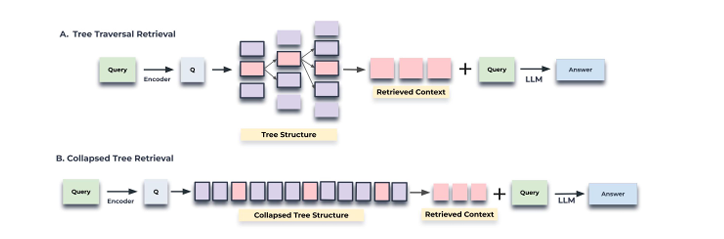 A. Tree Traversal Retrieval
Query
Encoder
Q
Tree Structure
Retrieved Context
+
Query
LLM
Answer
B. Collapsed Tree Retrieval
Query
Encoder
Q
Collapsed Tree Structure
Retrieved Context
+
Query
LLM
Answer